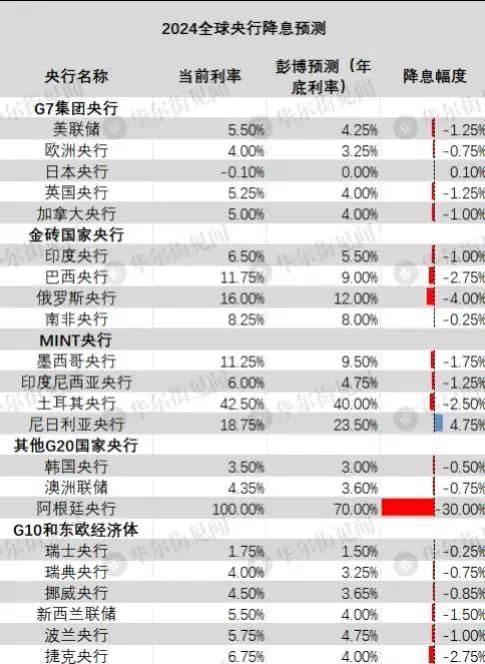 2024全球央行降息预测
央行名称 当前利率 彭博预测（年底利率） 降息幅度
G7集团央行
美联储 5.50% 4.25% -1.25%
欧洲央行 4.00% 3.25% -0.75%
日本央行 -0.10% 0.00% 0.10%
英国央行 5.25% 4.00% -1.25%
加拿大央行 5.00% 4.00% -1.00%
金砖国家央行
印度央行 6.50% 5.50% -1.00%
巴西央行 11.75% 9.00% -2.75%
俄罗斯央行 16.00% 12.00% -4.00%
南非央行 8.25% 8.00% -0.25%
MINT央行
墨西哥央行 11.25% 9.50% -1.75%
印度尼西亚央行 6.00% 4.75% -1.25%
土耳其央行 42.50% 40.00% -2.50%
尼日利亚央行 18.75% 23.50% 4.75%
其他G20国家央行
韩国央行 3.50% 3.00% -0.50%
澳洲联储 4.35% 3.60% -0.75%
阿根廷央行 100.00% 70.00% -30.00%
G10和东欧经济体
瑞士央行 1.75% 1.50% -0.25%
瑞典央行 4.00% 3.25% -0.75%
挪威央行 4.50% 3.65% -0.85%
新西兰联储 5.50% 4.00% -1.50%
波兰央行 5.75% 4.75% -1.00%
捷克央行 6.75% 4.00% -2.75%
华尔街见闻